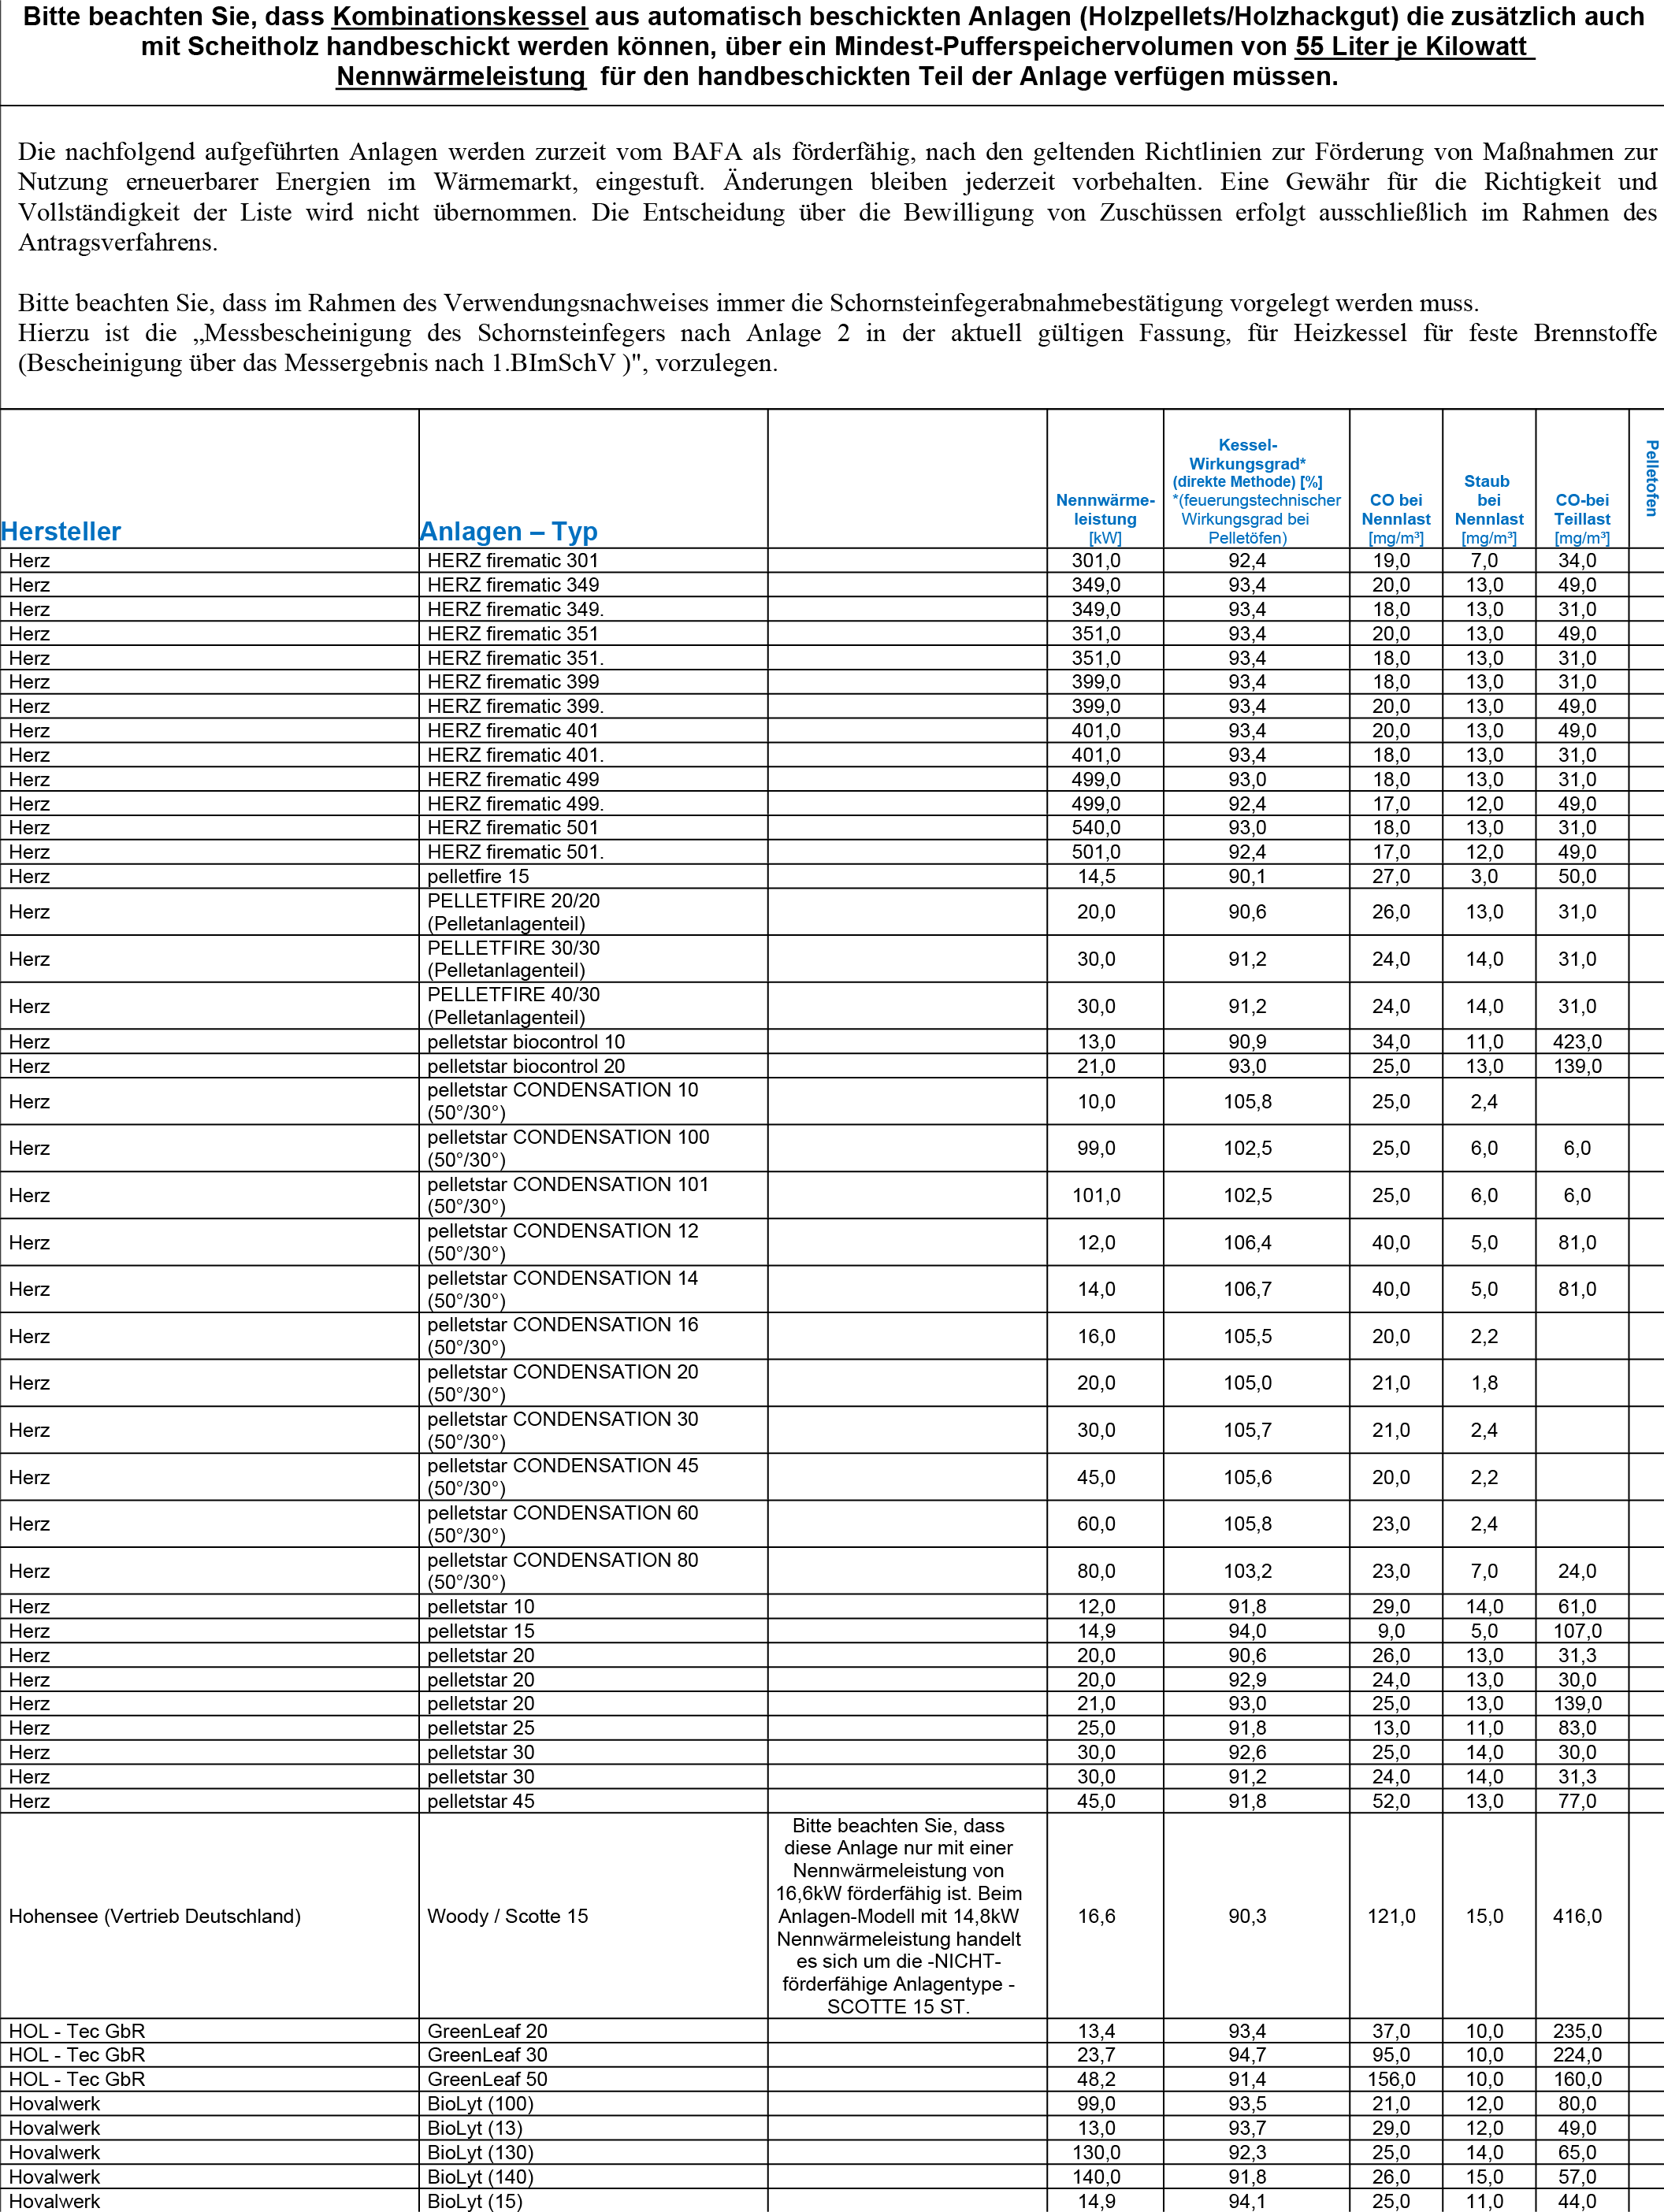 Bitte beachten Sie, dass Kombinationskessel aus automatisch beschickten Anlagen (Holzpellets/Holzhackgut) die zusätzlich auch
mit Scheitholz handbeschickt werden können, über ein Mindest-Pufferspeichervolumen von 55 Liter je Kilowatt
Nennwärmeleistung für den handbeschickten Teil der Anlage verfügen müssen.
Die nachfolgend aufgeführten Anlagen werden zurzeit vom BAFA als förderfähig, nach den geltenden Richtlinien zur Förderung von Maßnahmen zur
Nutzung erneuerbarer Energien im Wärmemarkt, eingestuft. Änderungen bleiben jederzeit vorbehalten. Eine Gewähr für die Richtigkeit und
Vollständigkeit der Liste wird nicht übernommen. Die Entscheidung über die Bewilligung von Zuschüssen erfolgt ausschließlich im Rahmen des
Antragsverfahrens.
Bitte beachten Sie, dass im Rahmen des Verwendungsnachweises immer die Schornsteinfegerabnahmebestätigung vorgelegt werden muss.
Hierzu ist die „Messbescheinigung des Schornsteinfegers nach Anlage 2 in der aktuell gültigen Fassung, für Heizkessel für feste Brennstoffe
(Bescheinigung über das Messergebnis nach 1.BImSchV )", vorzulegen.
Hersteller
Anlagen – Typ
Nennwärme-
leistung
[kW]
Kessel-
Wirkungsgrad*
(direkte Methode) [%]
*(feuerungstechnischer
Wirkungsgrad bei
Pelletöfen)
CO bei
Nennlast
[mg/m³]
Staub
bei
Nennlast
[mg/m³]
CO-bei
Teillast
[mg/m³]
Pelletofen
Herz HERZ firematic 301 301,0 92,4 19,0 7,0 34,0
Herz HERZ firematic 349 349,0 93,4 20,0 13,0 49,0
Herz HERZ firematic 349. 349,0 93,4 18,0 13,0 31,0
Herz HERZ firematic 351 351,0 93,4 20,0 13,0 49,0
Herz HERZ firematic 351. 351,0 93,4 18,0 13,0 31,0
Herz HERZ firematic 399 399,0 93,4 18,0 13,0 31,0
Herz HERZ firematic 399. 399,0 93,4 20,0 13,0 49,0
Herz HERZ firematic 401 401,0 93,4 20,0 13,0 49,0
Herz HERZ firematic 401. 401,0 93,4 18,0 13,0 31,0
Herz HERZ firematic 499 499,0 93,0 18,0 13,0 31,0
Herz HERZ firematic 499. 499,0 92,4 17,0 12,0 49,0
Herz HERZ firematic 501 540,0 93,0 18,0 13,0 31,0
Herz HERZ firematic 501. 501,0 92,4 17,0 12,0 49,0
Herz pelletfire 15 14,5 90,1 27,0 3,0 50,0
Herz PELLETFIRE 20/20
(Pelletanlagenteil) 20,0 90,6 26,0 13,0 31,0
Herz PELLETFIRE 30/30
(Pelletanlagenteil) 30,0 91,2 24,0 14,0 31,0
Herz PELLETFIRE 40/30
(Pelletanlagenteil) 30,0 91,2 24,0 14,0 31,0
Herz pelletstar biocontrol 10 13,0 90,9 34,0 11,0 423,0
Herz pelletstar biocontrol 20 21,0 93,0 25,0 13,0 139,0
Herz pelletstar CONDENSATION 10
(50°/30°) 10,0 105,8 25,0 2,4
Herz pelletstar CONDENSATION 100
(50°/30°) 99,0 102,5 25,0 6,0 6,0
Herz pelletstar CONDENSATION 101
(50°/30°) 101,0 102,5 25,0 6,0 6,0
Herz pelletstar CONDENSATION 12
(50°/30°) 12,0 106,4 40,0 5,0 81,0
Herz pelletstar CONDENSATION 14
(50°/30°) 14,0 106,7 40,0 5,0 81,0
Herz pelletstar CONDENSATION 16
(50°/30°) 16,0 105,5 20,0 2,2
Herz pelletstar CONDENSATION 20
(50°/30°) 20,0 105,0 21,0 1,8
Herz pelletstar CONDENSATION 30
(50°/30°) 30,0 105,7 21,0 2,4
Herz pelletstar CONDENSATION 45
(50°/30°) 45,0 105,6 20,0 2,2
Herz pelletstar CONDENSATION 60
(50°/30°) 60,0 105,8 23,0 2,4
Herz pelletstar CONDENSATION 80
(50°/30°) 80,0 103,2 23,0 7,0 24,0
Herz pelletstar 10 12,0 91,8 29,0 14,0 61,0
Herz pelletstar 15 14,9 94,0 9,0 5,0 107,0
Herz pelletstar 20 20,0 90,6 26,0 13,0 31,3
Herz pelletstar 20 20,0 92,9 24,0 13,0 30,0
Herz pelletstar 20 21,0 93,0 25,0 13,0 139,0
Herz pelletstar 25 25,0 91,8 13,0 11,0 83,0
Herz pelletstar 30 30,0 92,6 25,0 14,0 30,0
Herz pelletstar 30 30,0 91,2 24,0 14,0 31,3
Herz pelletstar 45 45,0 91,8 52,0 13,0 77,0
Hohensee (Vertrieb Deutschland) Woody / Scotte 15
Bitte beachten Sie, dass
diese Anlage nur mit einer
Nennwärmeleistung von
16,6kW förderfähig ist. Beim
Anlagen-Modell mit 14,8kW
Nennwärmeleistung handelt
es sich um die -NICHT-
förderfähige Anlagentype -
SCOTTE 15 ST.
16,6 90,3 121,0 15,0 416,0
HOL - Tec GbR GreenLeaf 20 13,4 93,4 37,0 10,0 235,0
HOL - Tec GbR GreenLeaf 30 23,7 94,7 95,0 10,0 224,0
HOL - Tec GbR GreenLeaf 50 48,2 91,4 156,0 10,0 160,0
Hovalwerk BioLyt (100) 99,0 93,5 21,0 12,0 80,0
Hovalwerk BioLyt (13) 13,0 93,7 29,0 12,0 49,0
Hovalwerk BioLyt (130) 130,0 92,3 25,0 14,0 65,0
Hovalwerk BioLyt (140) 140,0 91,8 26,0 15,0 57,0
Hovalwerk BioLyt (15) 14,9 94,1 25,0 11,0 44,0